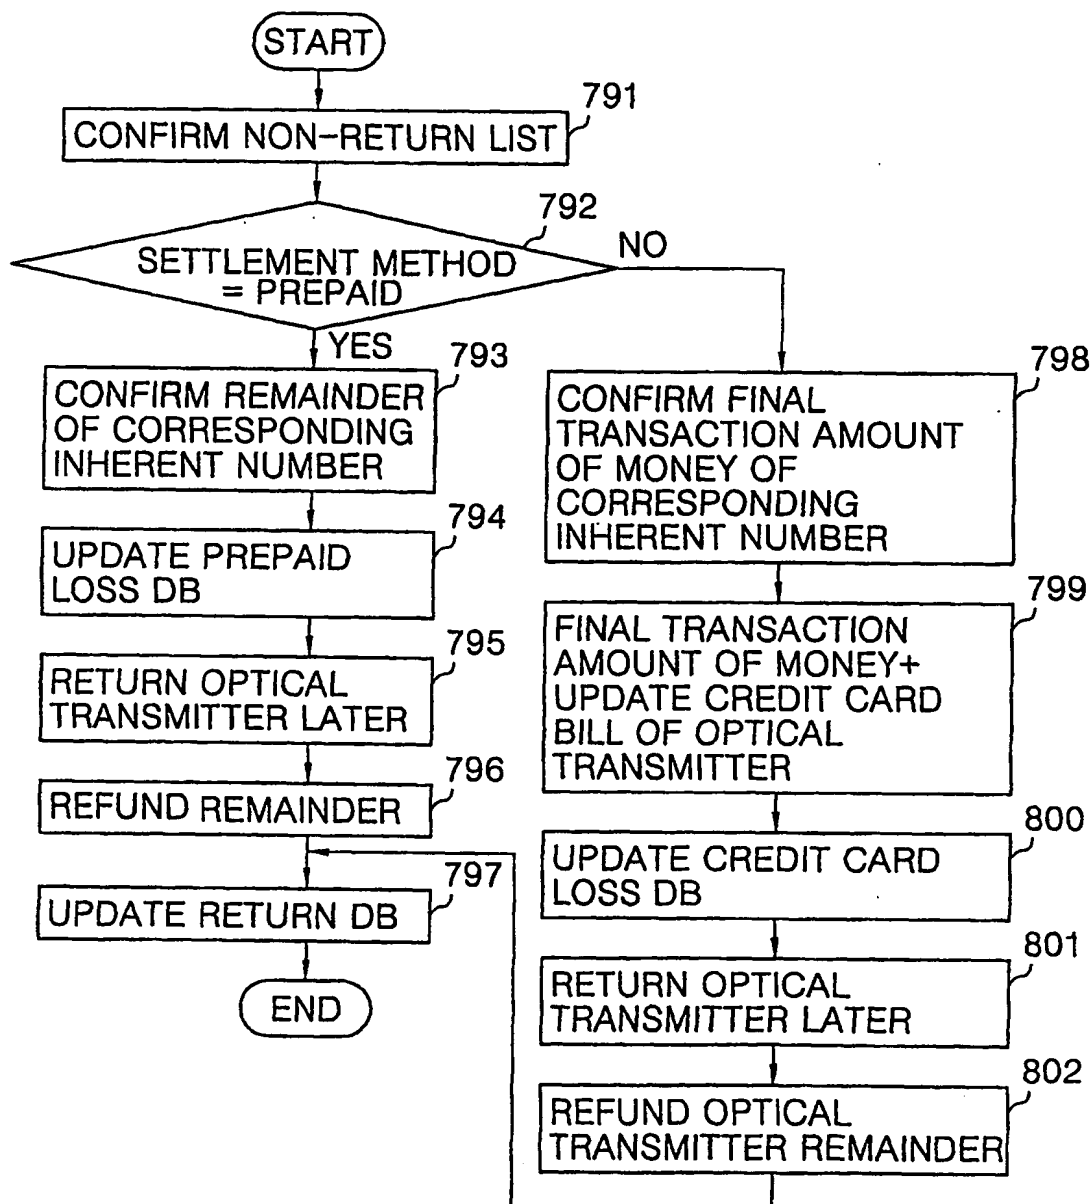 START
791
CONFIRM NON-RETURN LIST
792
SETTLEMENT METHOD
= PREPAID
NO
YES
793
CONFIRM REMAINDER
OF CORRESPONDING
INHERENT NUMBER
794
UPDATE PREPAID
LOSS DB
795
RETURN OPTICAL
TRANSMITTER LATER
796
REFUND REMAINDER
797
UPDATE RETURN DB
END
798
CONFIRM FINAL
TRANSACTION AMOUNT
OF MONEY OF
CORRESPONDING
INHERENT NUMBER
799
FINAL TRANSACTION
AMOUNT OF MONEY+
UPDATE CREDIT CARD
BILL OF OPTICAL
TRANSMITTER
800
UPDATE CREDIT CARD
LOSS DB
801
RETURN OPTICAL
TRANSMITTER LATER
802
REFUND OPTICAL
TRANSMITTER REMAINDER